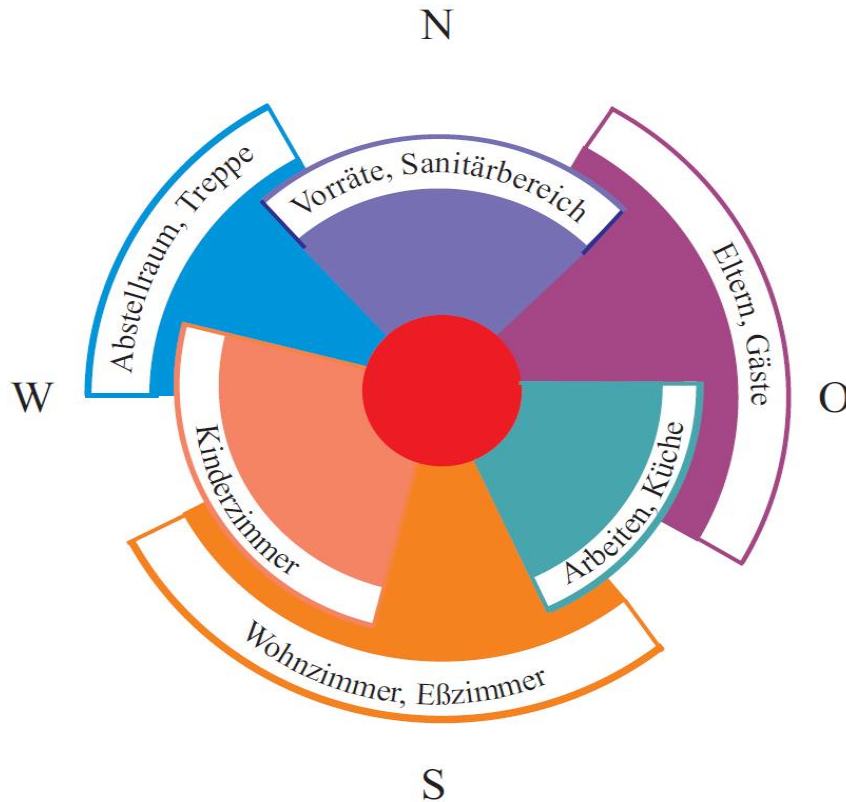 N
Abstellraum, Treppe
Vorräte, Sanitärbereich
Eltern, Gäste
W
O
Kinderzimmer
Arbeiten, Küche
Wohnzimmer, Eßzimmer
S